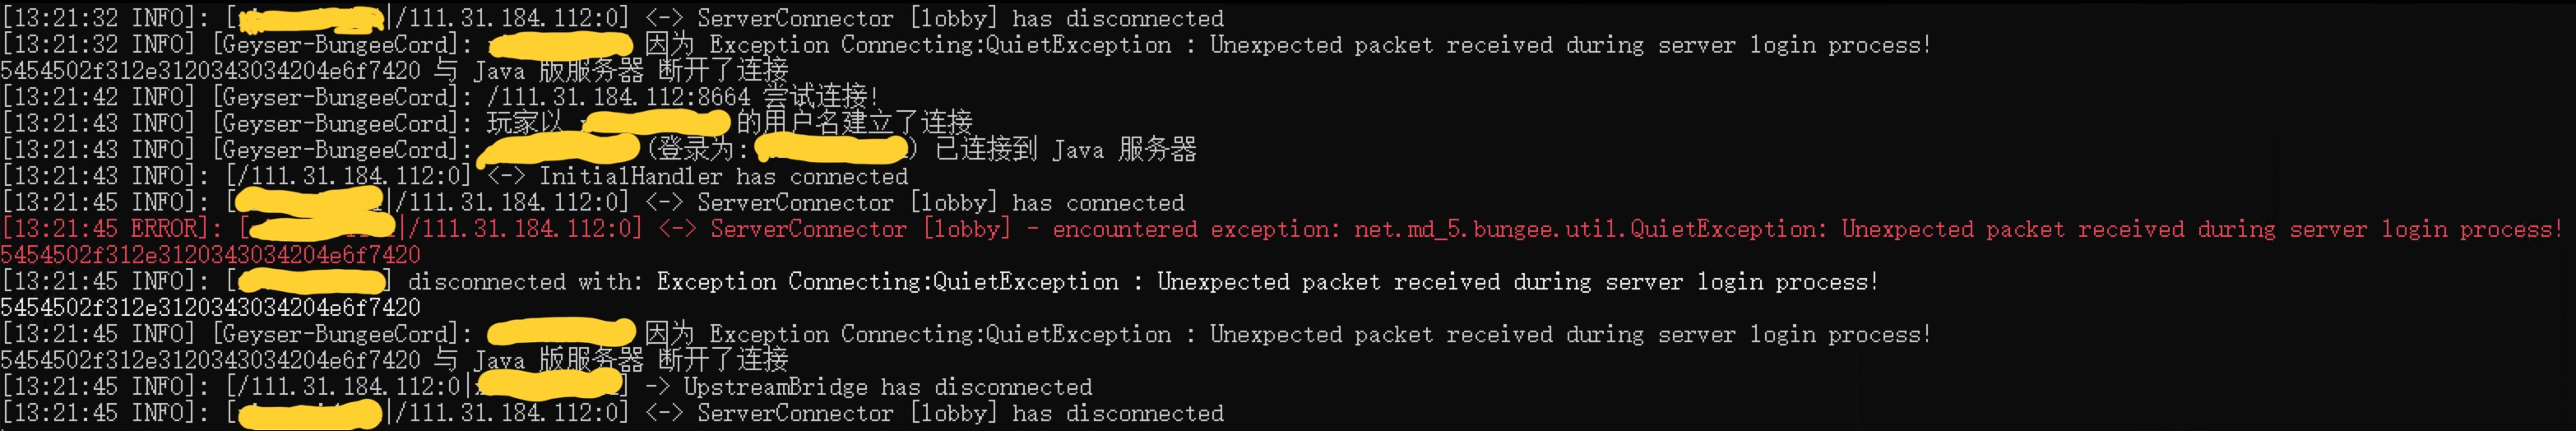 [13:21:32 INFO]: [ |/111.31.184.112:0] <-> ServerConnector [lobby] has disconnected
[13:21:32 INFO] [Geyser-BungeeCord]: 因为 Exception Connecting:QuietException : Unexpected packet received during server login process!
5454502f312e3120343034204e6f7420 与 Java 版服务器 断开了连接
[13:21:42 INFO] [Geyser-BungeeCord]: /111.31.184.112:8664 尝试连接!
[13:21:43 INFO] [Geyser-BungeeCord]: 玩家以 的用户名建立了连接
[13:21:43 INFO] [Geyser-BungeeCord]: (登录为: ) 已连接到 Java 服务器
[13:21:43 INFO]: [/111.31.184.112:0] <-> InitialHandler has connected
[13:21:45 INFO]: [ |/111.31.184.112:0] <-> ServerConnector [lobby] has connected
[13:21:45 ERROR]: [ |/111.31.184.112:0] <-> ServerConnector [lobby] - encountered exception: net.md_5.bungee.util.QuietException: Unexpected packet received during server login process!
5454502f312e3120343034204e6f7420
[13:21:45 INFO]: [ ] disconnected with: Exception Connecting:QuietException : Unexpected packet received during server login process!
5454502f312e3120343034204e6f7420
[13:21:45 INFO] [Geyser-BungeeCord]: 因为 Exception Connecting:QuietException : Unexpected packet received during server login process!
5454502f312e3120343034204e6f7420 与 Java 版服务器 断开了连接
[13:21:45 INFO]: [/111.31.184.112:0| ] -> UpstreamBridge has disconnected
[13:21:45 INFO]: [ |/111.31.184.112:0] <-> ServerConnector [lobby] has disconnected